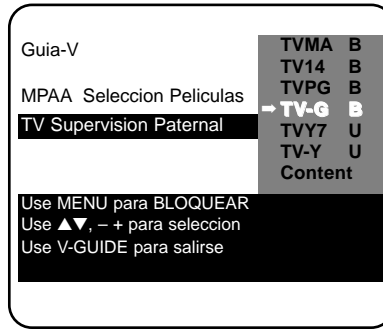 Guia-V
MPAA Seleccion Peliculas
TV Supervision Paternal
TVMA B
TV14 B
TVPG B
➡ TV-G B
TVY7 U
TV-Y U
Content
Use MENU para BLOQUEAR
Use ▲▼, – + para seleccion
Use V-GUIDE para salirse